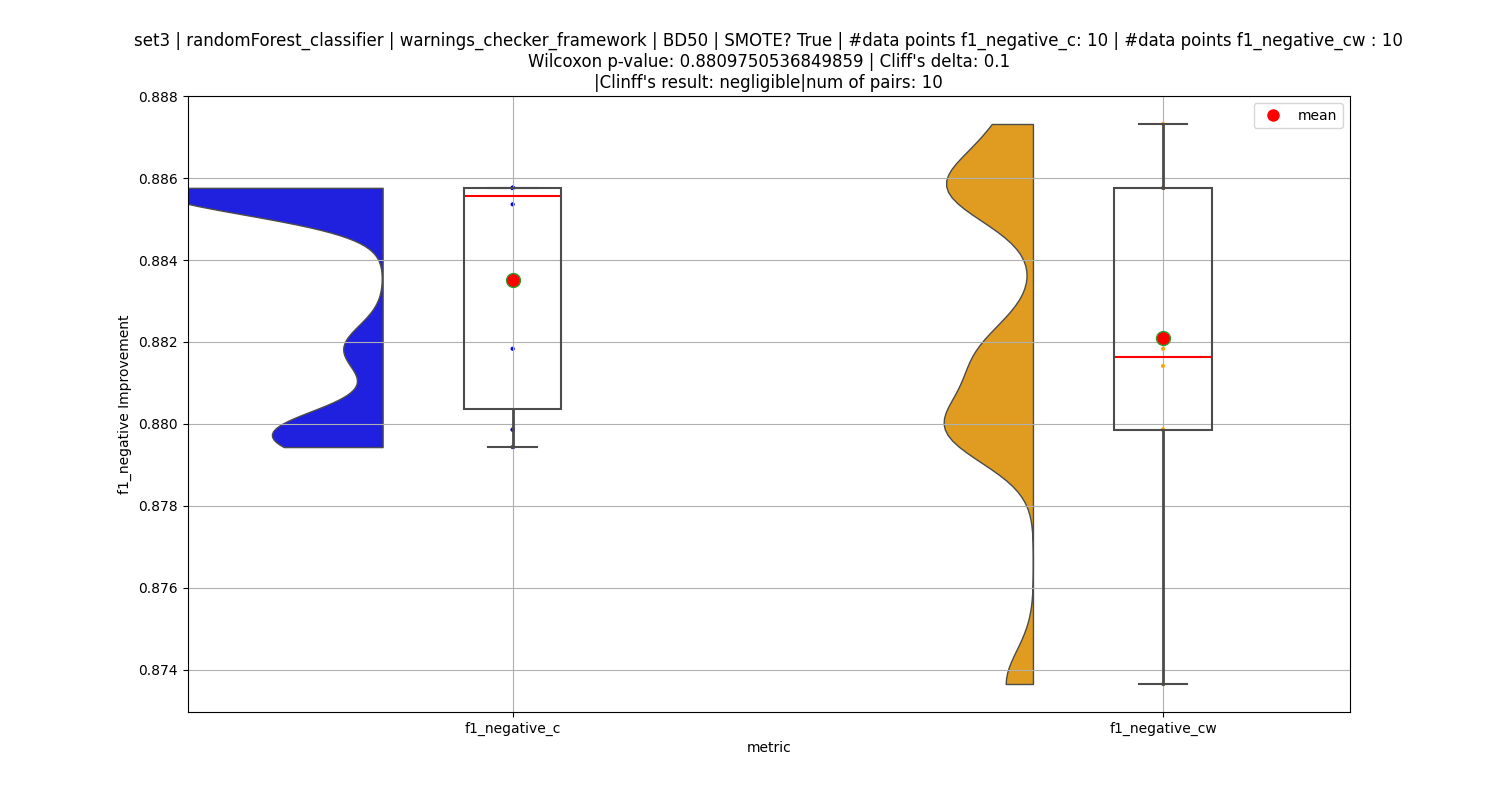 set3 | randomForest_classifier | warnings_checker_framework | BD50 | SMOTE? True | #data points f1_negative_c: 10 | #data points f1_negative_cw : 10
Wilcoxon p-value: 0.8809750536849859 | Cliff's delta: 0.1
|Clinff's result: negligible|num of pairs: 10
mean
0.888
0.886
0.884
0.882
0.880
0.878
0.876
0.874
f1_negative Improvement
f1_negative_c
f1_negative_cw
metric